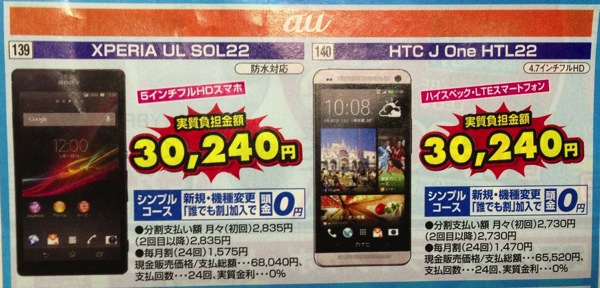 au
139
XPERIA UL SOL22
防水対応
5インチフルHDスマホ
SONY
Google
実質負担金額
30,240円
シンプルコース
新規・機種変更
「誰でも割」加入で
頭金
0円
●分割支払い額 月々(初回)2,835円
(2回目以降)2,835円
●毎月割(24回)1,575円
現金販売価格/支払総額・・・68,040円、
支払回数・・・24回、実質金利・・・0%
140
HTC J One HTL22
4.7インチフルHD
ハイスペック・LTEスマートフォン
10:08
htc
実質負担金額
30,240円
シンプルコース
新規・機種変更
「誰でも割」加入で
頭金
0円
●分割支払い額 月々(初回)2,730円
(2回目以降)2,730円
●毎月割(24回)1,470円
現金販売価格/支払総額・・・65,520円、
支払回数・・・24回、実質金利・・・0%